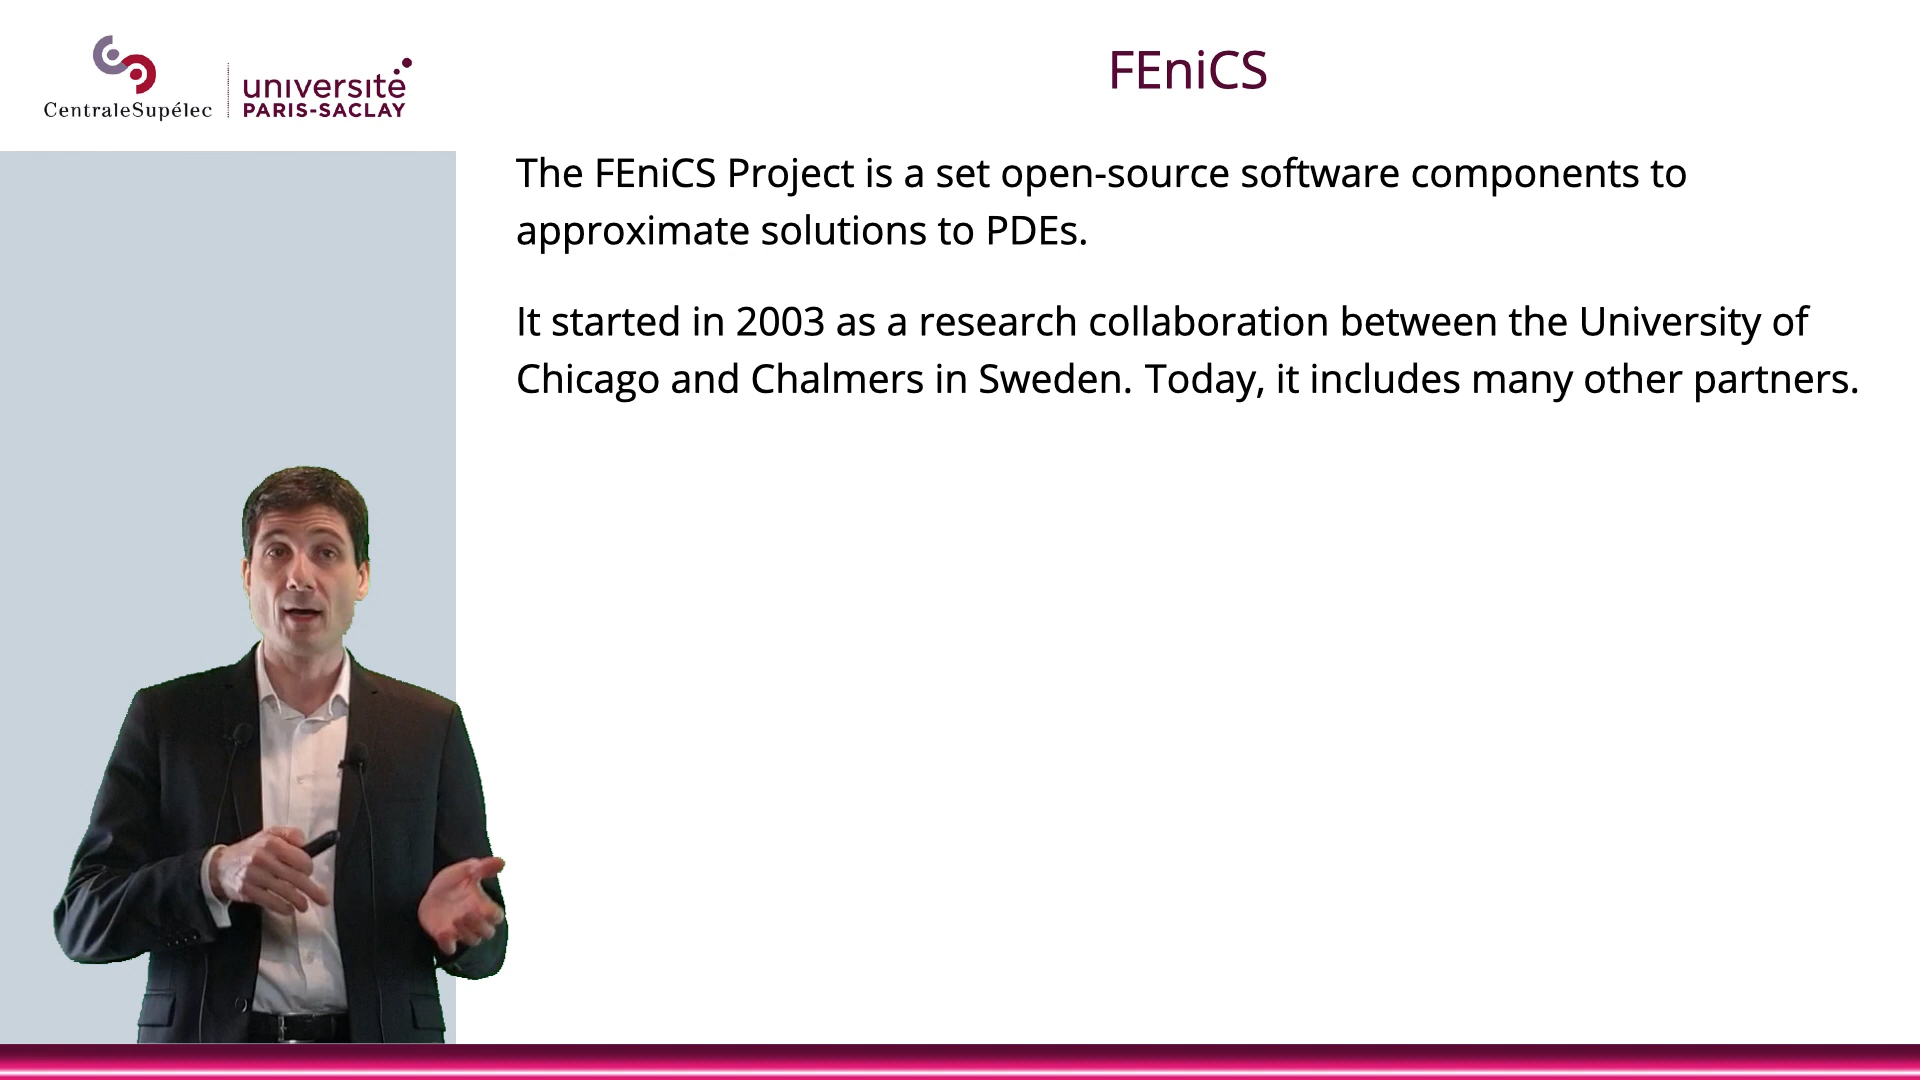 CentraleSupélec
université
PARIS-SACLAY
FEniCS
The FEniCS Project is a set open-source software components to
approximate solutions to PDEs.
It started in 2003 as a research collaboration between the University of
Chicago and Chalmers in Sweden. Today, it includes many other partners.